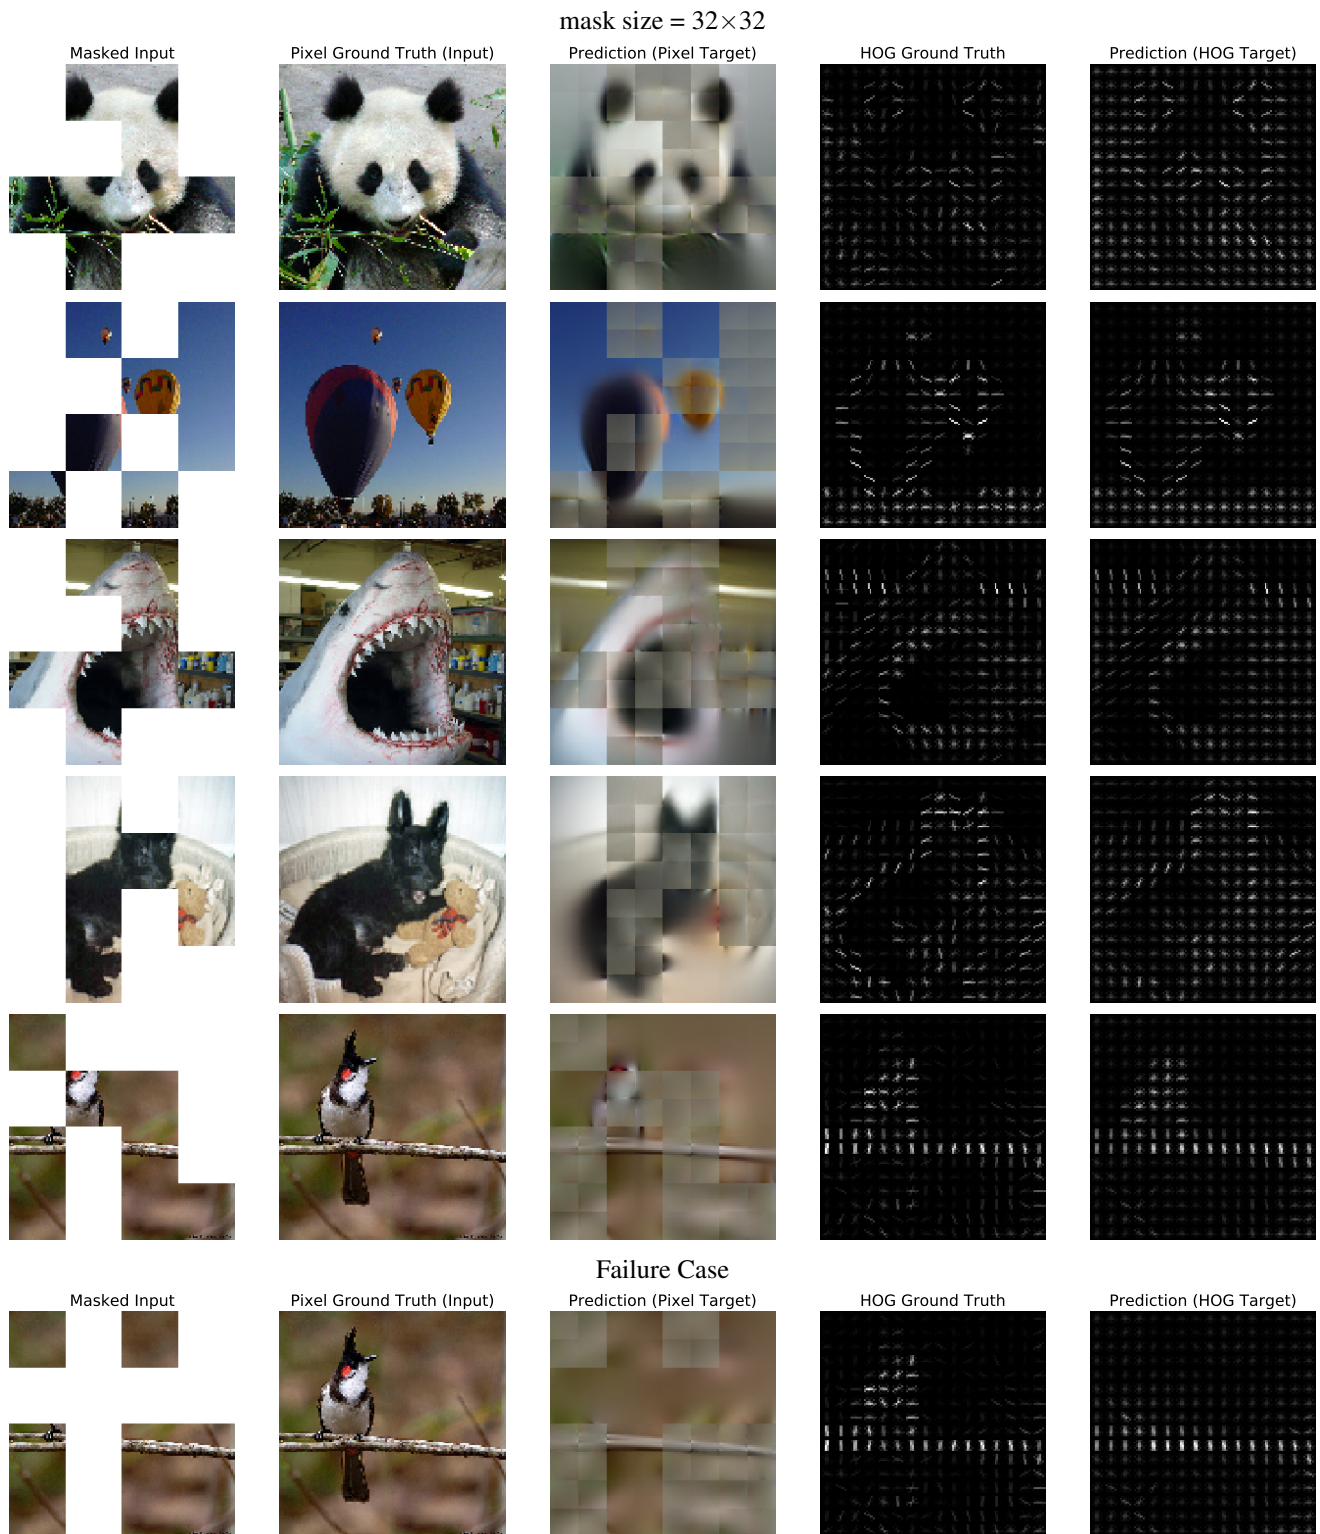 mask size = 32×32
Masked Input Pixel Ground Truth (Input) Prediction (Pixel Target) HOG Ground Truth Prediction (HOG Target)
Failure Case
Masked Input Pixel Ground Truth (Input) Prediction (Pixel Target) HOG Ground Truth Prediction (HOG Target)